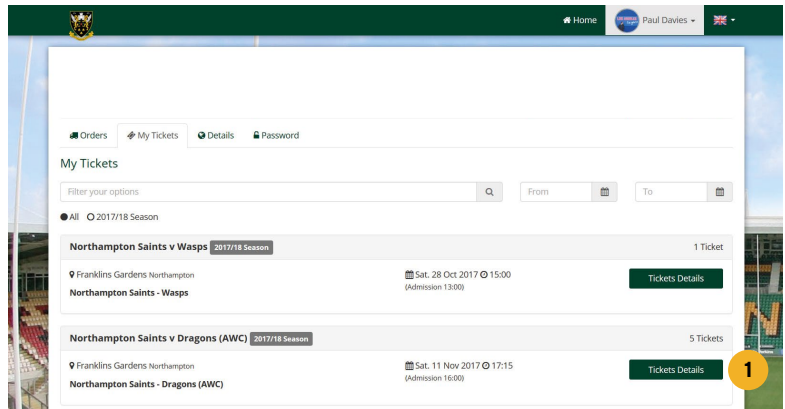 Home Paul Davies
Orders My Tickets Details Password
My Tickets
Filter your options From To
All 2017/18 Season
Northampton Saints v Wasps 2017/18 Season 1 Ticket
Franklins Gardens Northampton Sat. 28 Oct 2017 15:00 Tickets Details
(Admission 13:00)
Northampton Saints - Wasps
Northampton Saints v Dragons (AWC) 2017/18 Season 5 Tickets
Franklins Gardens Northampton Sat. 11 Nov 2017 17:15 Tickets Details 1
(Admission 16:00)
Northampton Saints - Dragons (AWC)